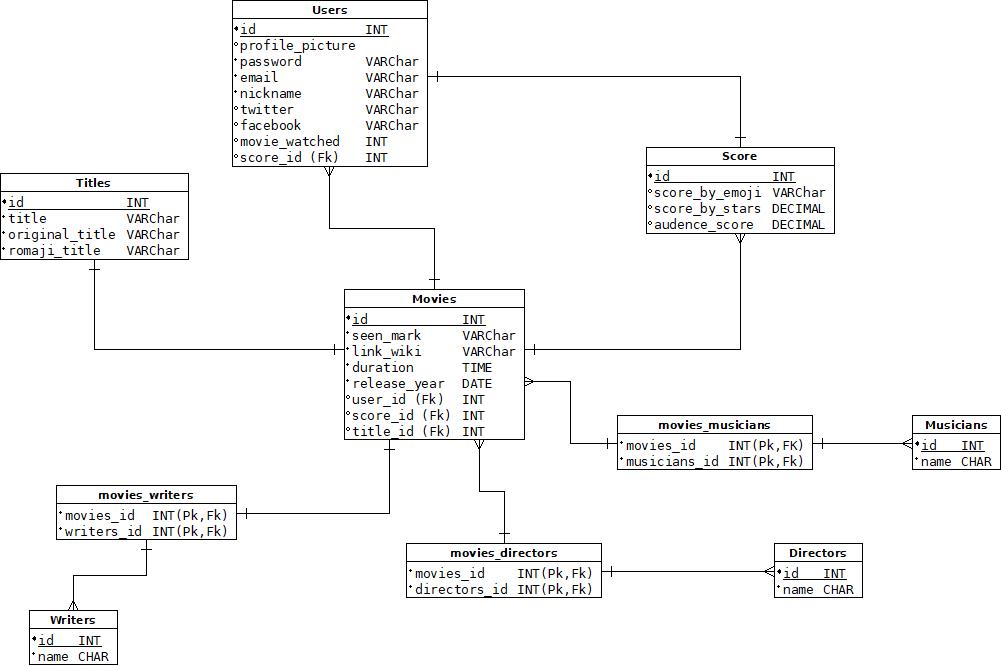 Users
id INT
profile_picture
password VARChar
email VARChar
nickname VARChar
twitter VARChar
facebook VARChar
movie_watched INT
score_id (Fk) INT
Score
id INT
score_by_emoji VARChar
score_by_stars DECIMAL
audence_score DECIMAL
Titles
id INT
title VARChar
original_title VARChar
romaji_title VARChar
Movies
id INT
seen_mark VARChar
link_wiki VARChar
duration TIME
release_year DATE
user_id (Fk) INT
score_id (Fk) INT
title_id (Fk) INT
movies_musicians
movies_id INT(Pk,FK)
musicians_id INT(Pk,Fk)
Musicians
id INT
name CHAR
movies_writers
movies_id INT(Pk,Fk)
writers_id INT(Pk,Fk)
movies_directors
movies_id INT(Pk,Fk)
directors_id INT(Pk,Fk)
Directors
id INT
name CHAR
Writers
id INT
name CHAR